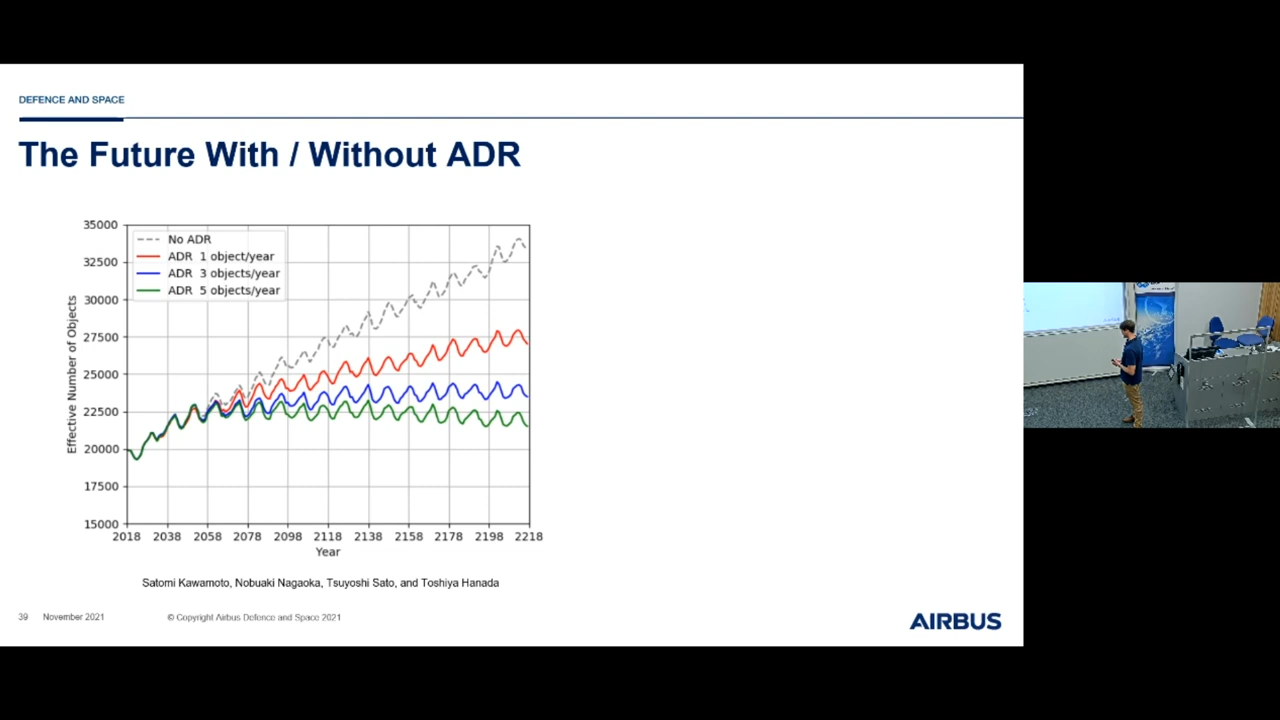 DEFENCE AND SPACE
The Future With / Without ADR
35000
32500
30000
27500
25000
22500
20000
17500
15000
Effective Number of Objects
No ADR
ADR 1 object/year
ADR 3 objects/year
ADR 5 objects/year
2018 2038 2058 2078 2098 2118 2138 2158 2178 2198 2218
Year
Satomi Kawamoto, Nobuaki Nagaoka, Tsuyoshi Sato, and Toshiya Hanada
39 November 2021 © Copyright Airbus Defence and Space 2021
AIRBUS